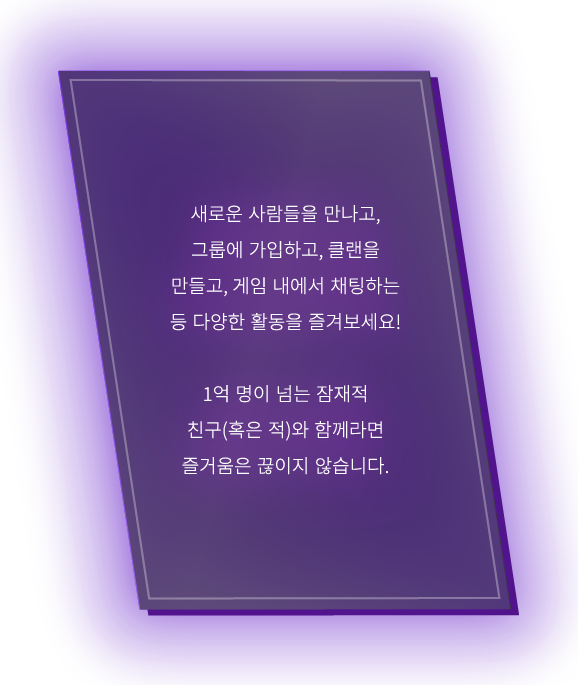 새로운 사람들을 만나고,
그룹에 가입하고, 클랜을
만들고, 게임 내에서 채팅하는
등 다양한 활동을 즐겨보세요!
1억 명이 넘는 잠재적
친구(혹은 적)와 함께라면
즐거움은 끊이지 않습니다.